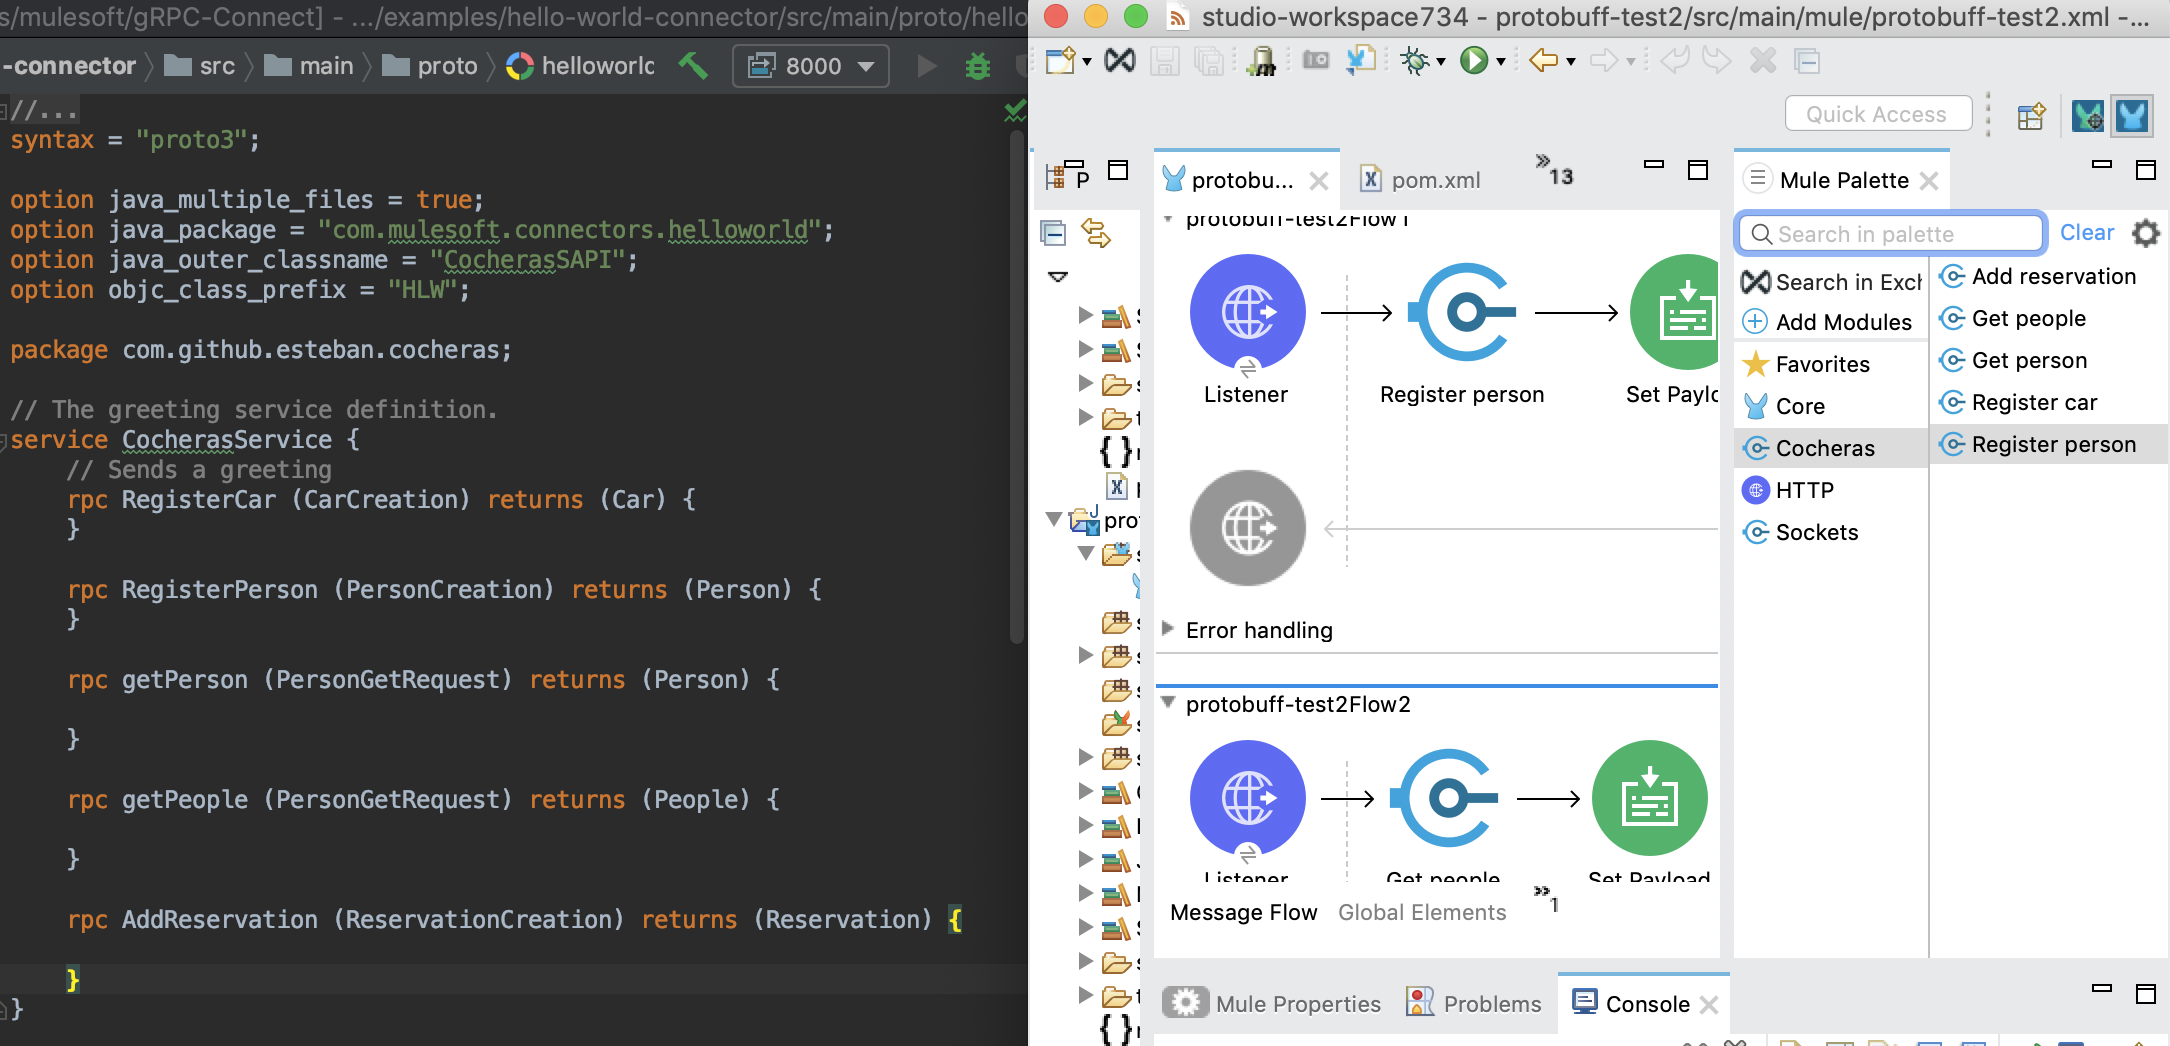 s/mulesoft/gRPC-Connect] - .../examples/hello-world-connector/src/main/proto/hello
-connector src main proto helloworld 8000
//...
syntax = "proto3";
option java_multiple_files = true;
option java_package = "com.mulesoft.connectors.helloworld";
option java_outer_classname = "CocherasSAPI";
option objc_class_prefix = "HLW";
package com.github.esteban.cocheras;
// The greeting service definition.
service CocherasService {
// Sends a greeting
rpc RegisterCar (CarCreation) returns (Car) {
}
rpc RegisterPerson (PersonCreation) returns (Person) {
}
rpc getPerson (PersonGetRequest) returns (Person) {
}
rpc getPeople (PersonGetRequest) returns (People) {
}
rpc AddReservation (ReservationCreation) returns (Reservation) {
}
}
studio-workspace734 - protobuff-test2/src/main/mule/protobuff-test2.xml -...
Quick Access
P
protobu...
pom.xml
»13
protobuff-test2Flow1
Listener
Register person
Set Paylo
Error handling
protobuff-test2Flow2
Listener
Get people
Set Payload
Message Flow
Global Elements
»1
prot
Mule Palette
Search in palette
Clear
Search in Exch
Add Modules
Favorites
Core
Cocheras
HTTP
Sockets
Add reservation
Get people
Get person
Register car
Register person
Mule Properties
Problems
Console